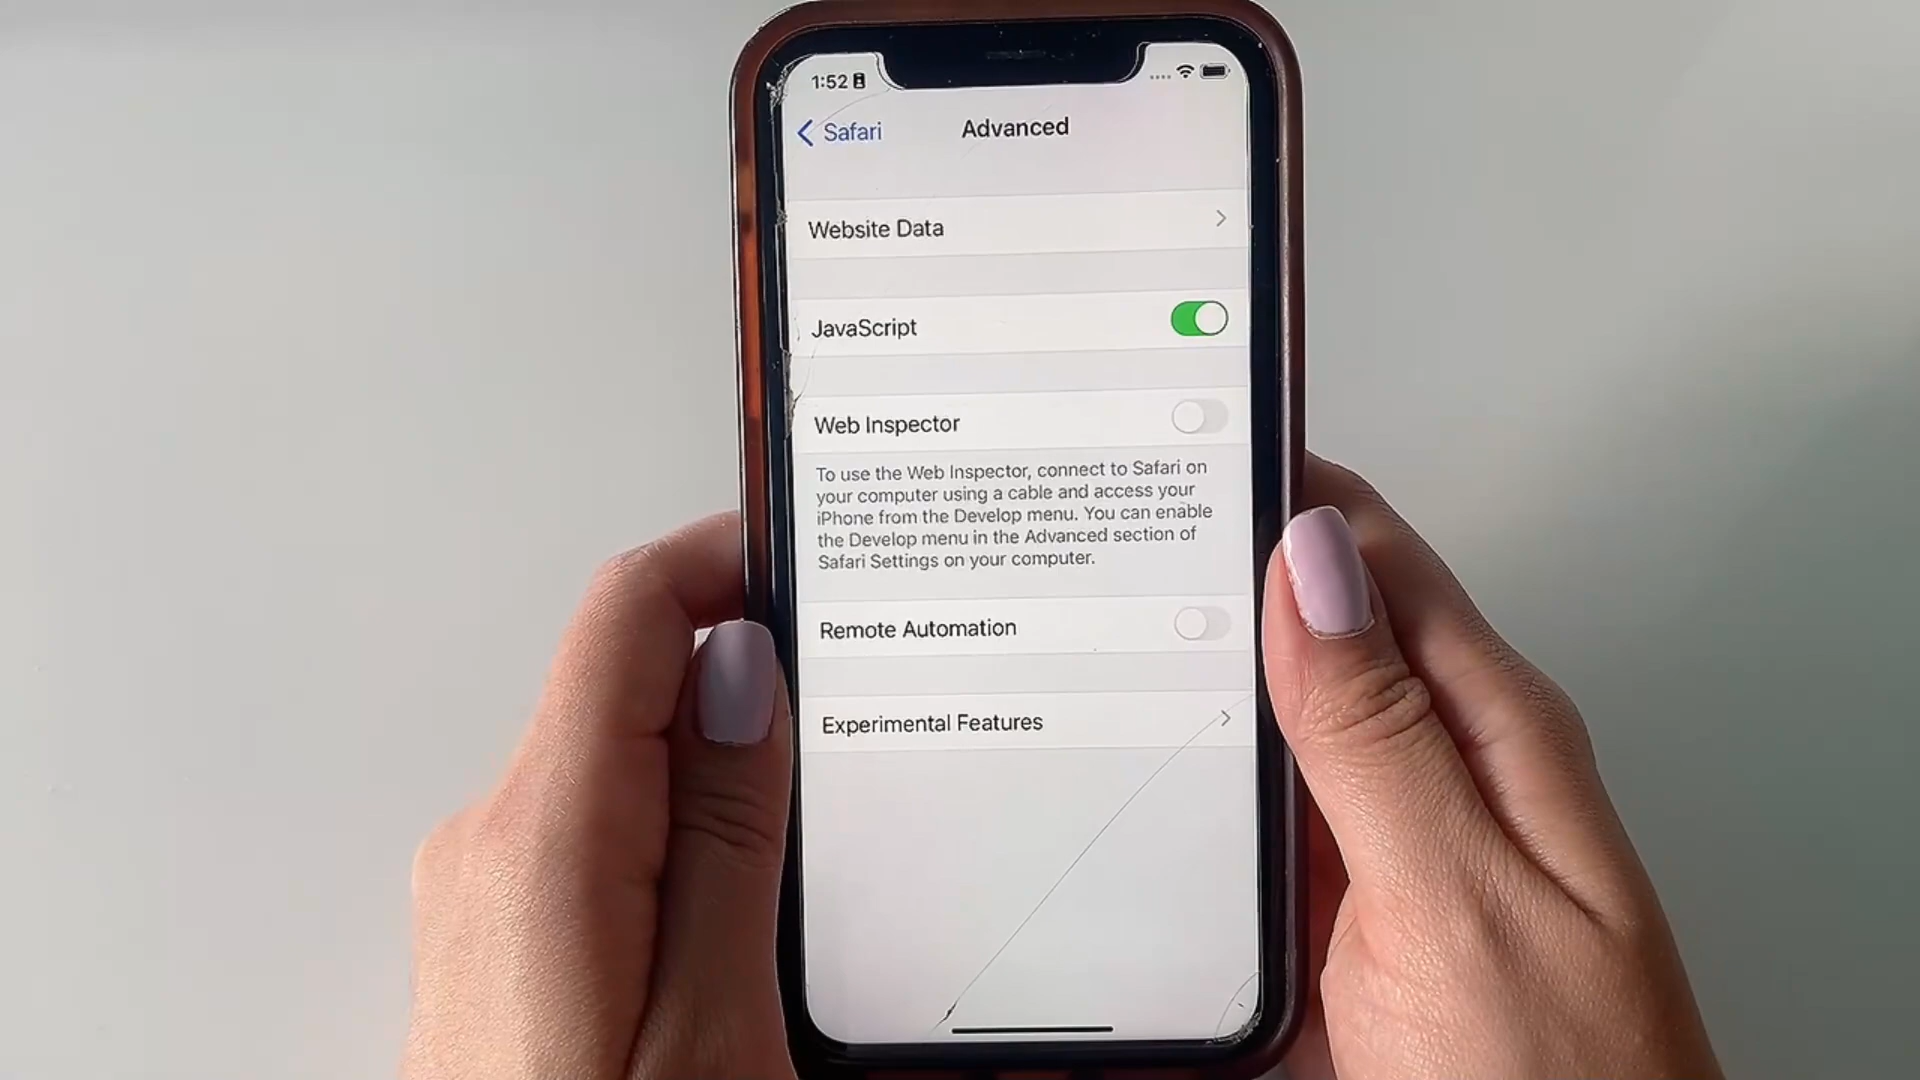 1:52
Safari
Advanced
Website Data
JavaScript
Web Inspector
To use the Web Inspector, connect to Safari on
your computer using a cable and access your
iPhone from the Develop menu. You can enable
the Develop menu in the Advanced section of
Safari Settings on your computer.
Remote Automation
Experimental Features